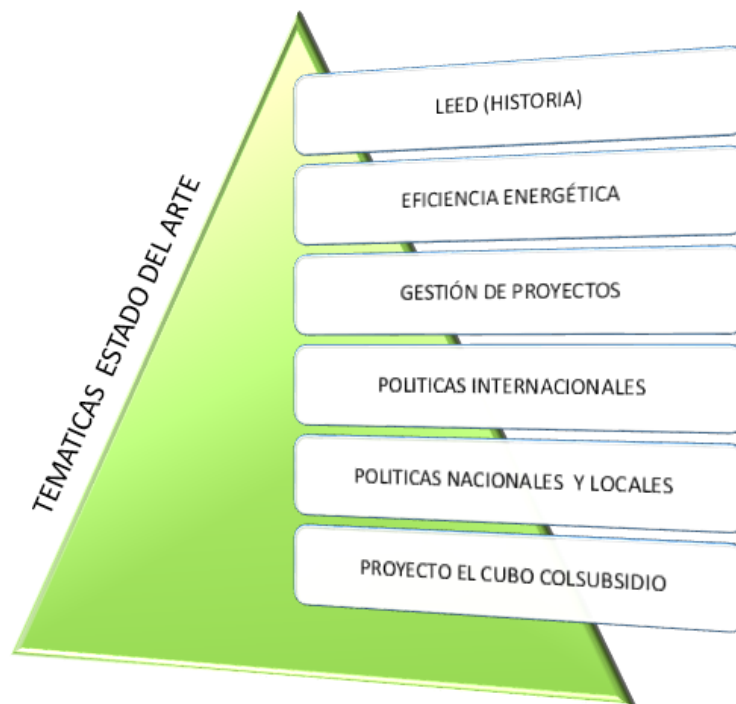 TEMATICAS ESTADO DEL ARTE
LEED (HISTORIA)
EFICIENCIA ENERGÉTICA
GESTIÓN DE PROYECTOS
POLITICAS INTERNACIONALES
POLITICAS NACIONALES Y LOCALES
PROYECTO EL CUBO COLSUBSIDIO